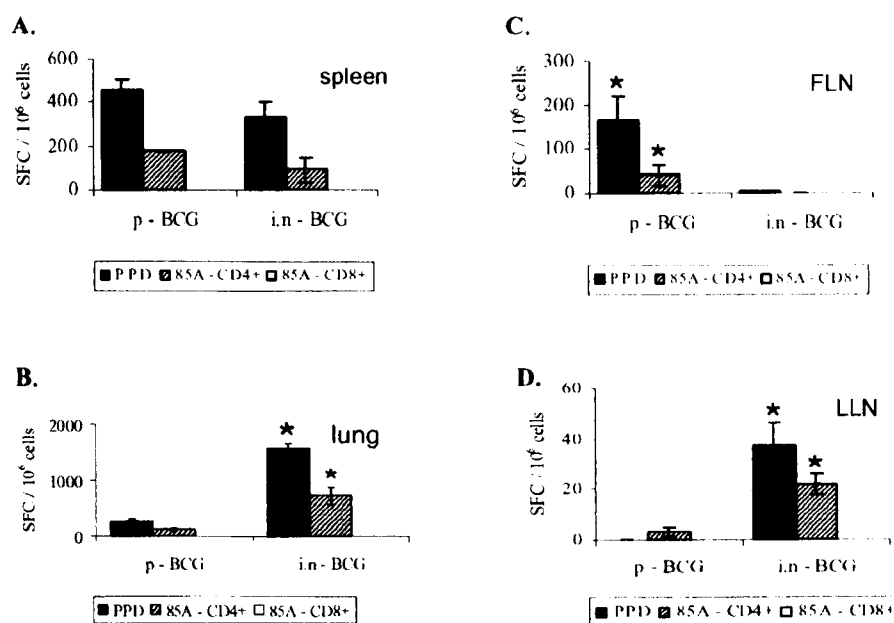 A.
spleen
SFC / 10⁶ cells
600
400
200
0
p - BCG
i.n - BCG
PPD 85A - CD4+ 85A - CD8+
B.
lung
SFC / 10⁶ cells
2000
1000
0
p - BCG
i.n - BCG
PPD 85A - CD4+ 85A - CD8+
C.
FLN
SFC / 10⁶ cells
300
200
100
0
p - BCG
i.n - BCG
PPD 85A - CD4+ 85A - CD8+
D.
LLN
SFC / 10⁶ cells
60
40
20
0
p - BCG
i.n - BCG
PPD 85A - CD4+ 85A - CD8+